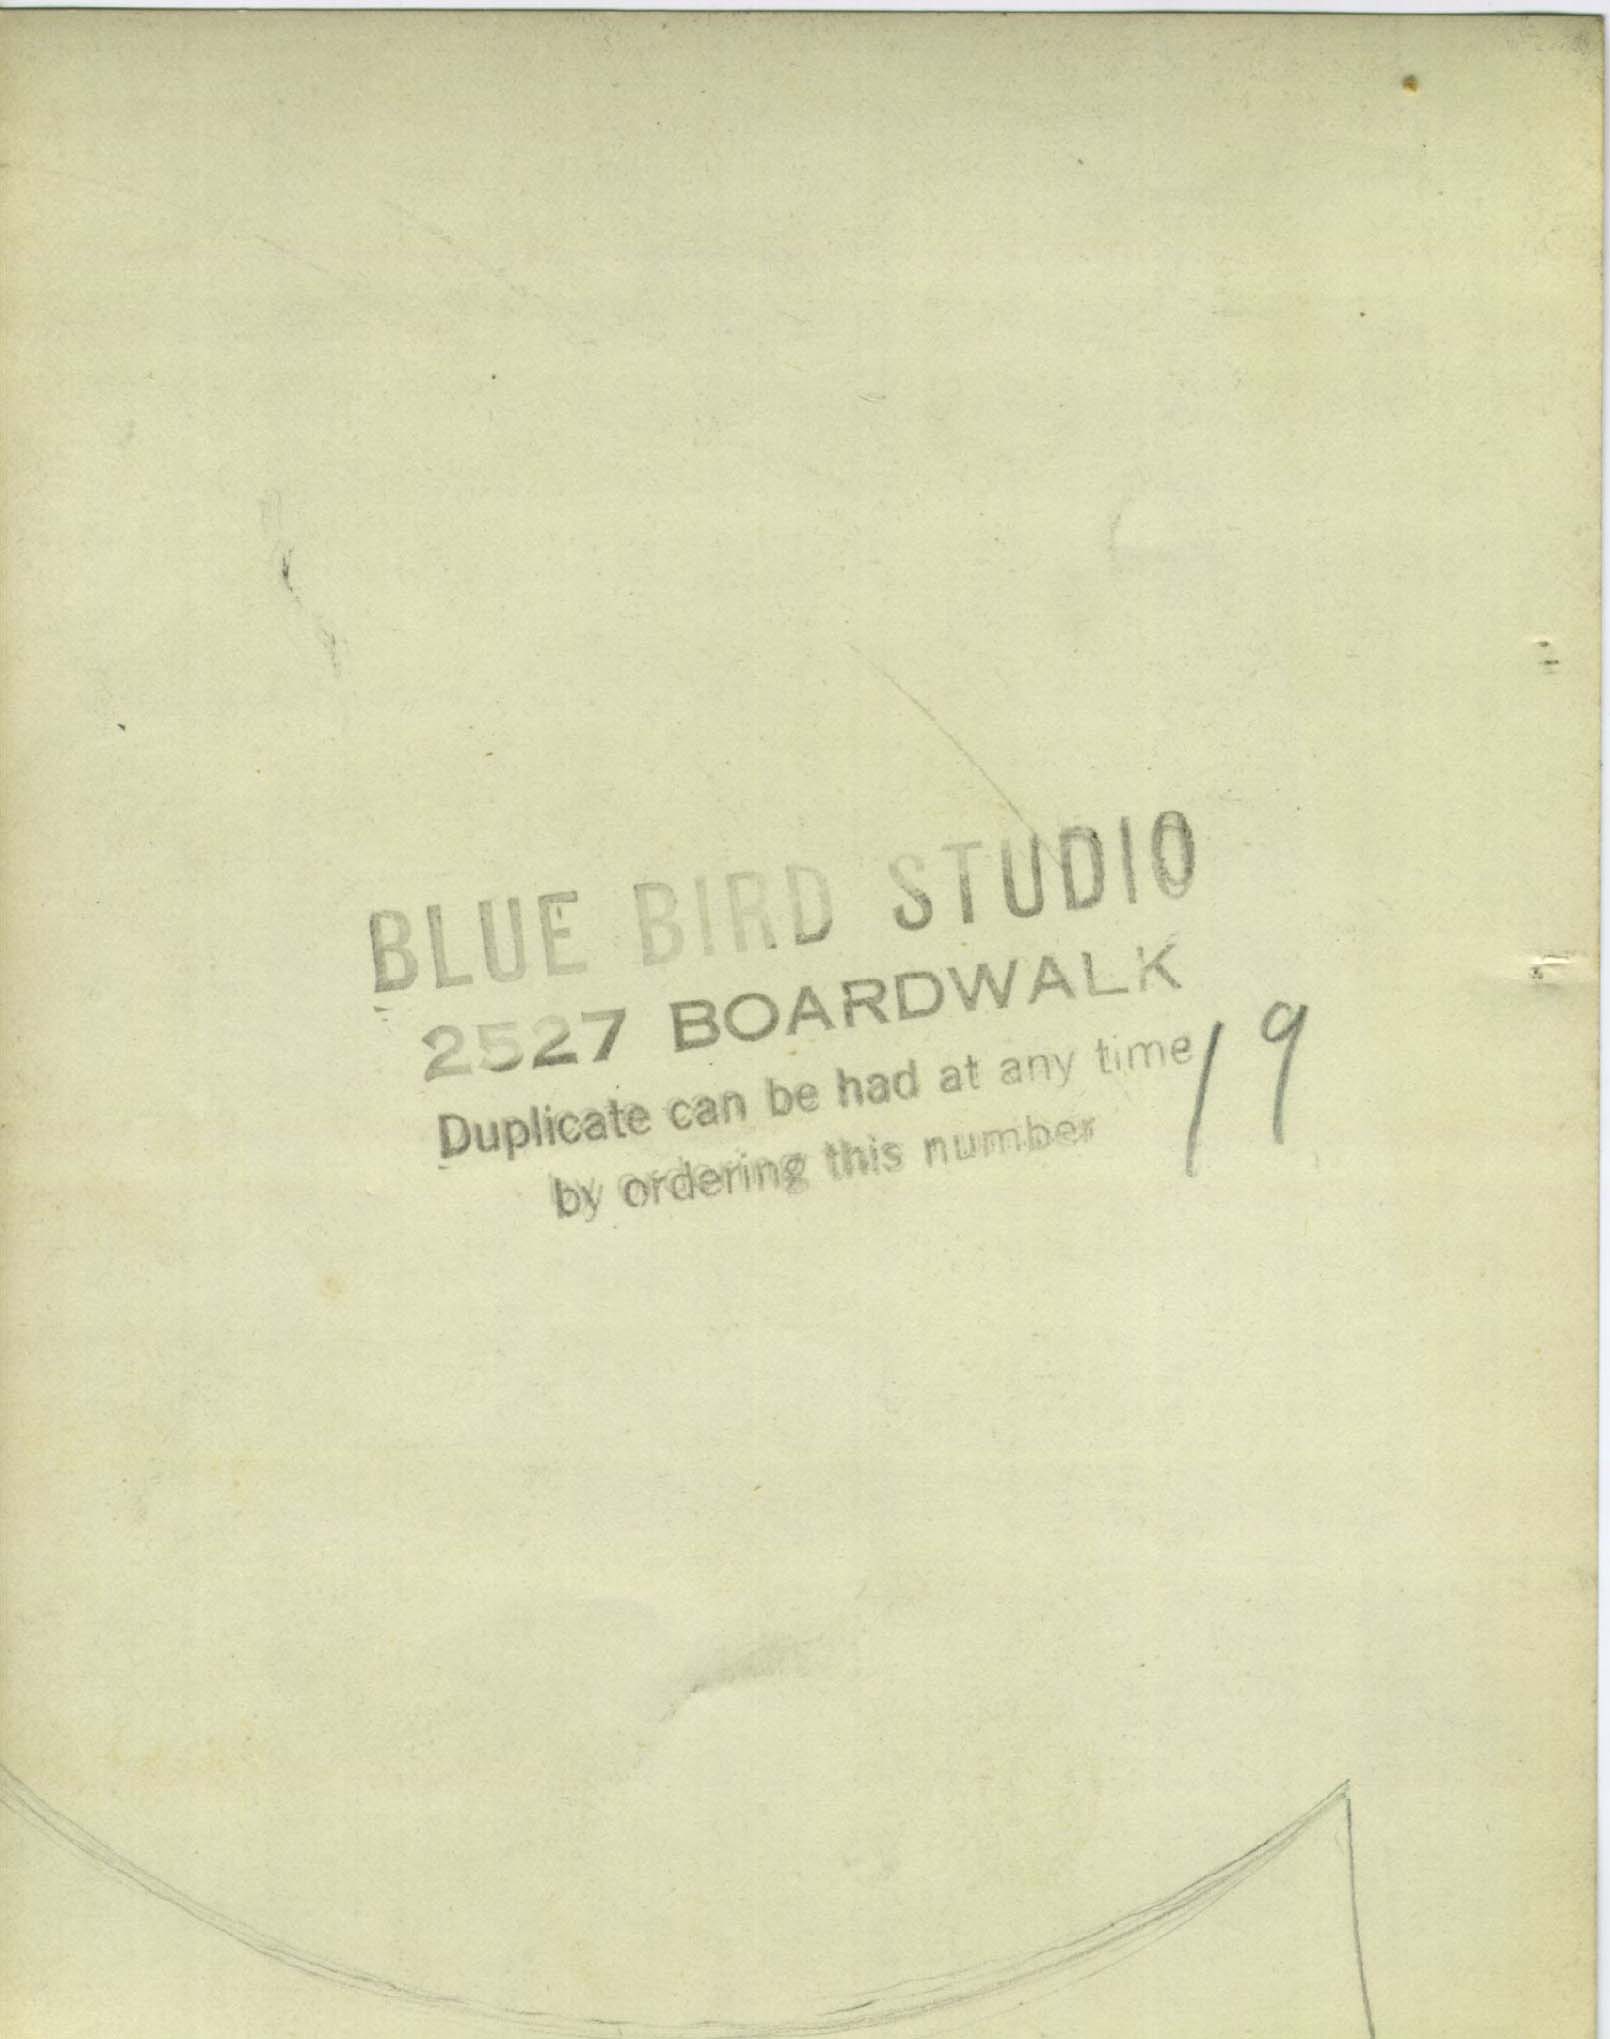 BLUE BIRD STUDIO
2527 BOARDWALK
Duplicate can be had at any time
by ordering this number 19